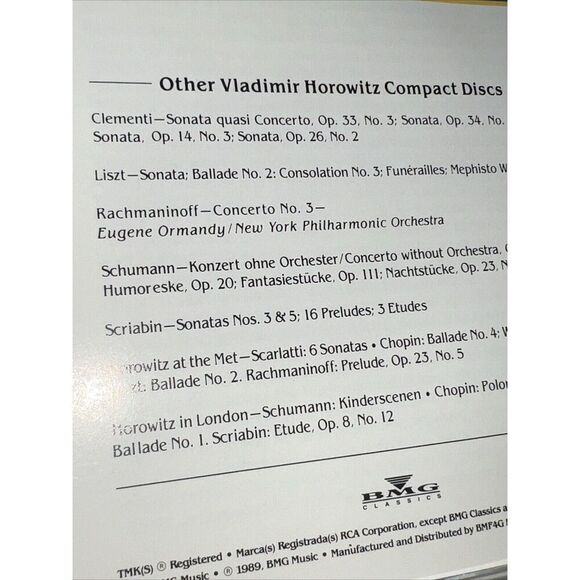 Other Vladimir Horowitz Compact Discs
Clementi—Sonata quasi Concerto, Op. 33, No. 3; Sonata, Op. 34, No.
Sonata, Op. 14, No. 3; Sonata, Op. 26, No. 2
Liszt—Sonata; Ballade No. 2: Consolation No. 3; Funérailles; Mephisto W
Rachmaninoff—Concerto No. 3—
Eugene Ormandy/New York Philharmonic Orchestra
Schumann—Konzert ohne Orchester/Concerto without Orchestra,
Humoreske, Op. 20; Fantasiestücke, Op. 111; Nachtstücke, Op. 23, N
Scriabin—Sonatas Nos. 3 & 5; 16 Preludes; 3 Etudes
Horowitz at the Met—Scarlatti: 6 Sonatas • Chopin: Ballade No. 4; W
Ballade No. 2. Rachmaninoff: Prelude, Op. 23, No. 5
Horowitz in London—Schumann: Kinderscenen • Chopin: Polon
Ballade No. 1. Scriabin: Etude, Op. 8, No. 12
BMG
CLASSICS
TMK(S) ® Registered • Marca(s) Registrada(s) RCA Corporation, except BMG Classics a
Music • ℗ 1989, BMG Music • Manufactured and Distributed by BMF4G